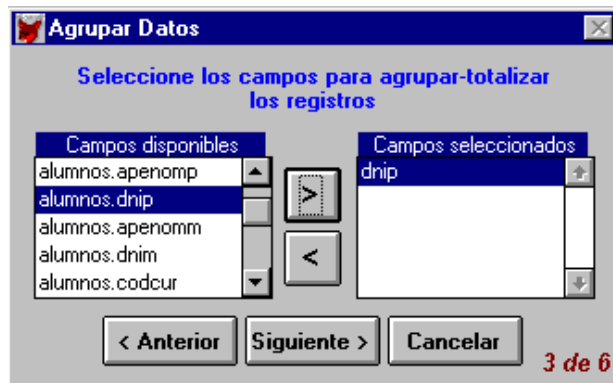 Agrupar Datos
Seleccione los campos para agrupar-totalizar
los registros
Campos disponibles
alumnos.apenomp
alumnos.dnip
alumnos.apenomm
alumnos.dnim
alumnos.codcur
>
<
Campos seleccionados
dnip
< Anterior
Siguiente >
Cancelar
3 de 6